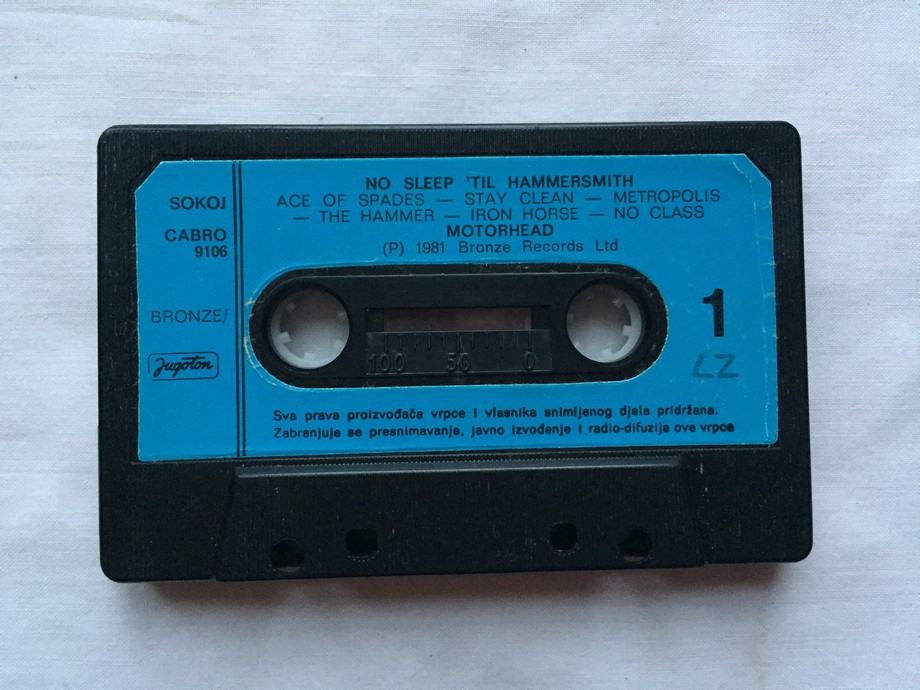 NO SLEEP 'TIL HAMMERSMITH
ACE OF SPADES — STAY CLEAN — METROPOLIS
— THE HAMMER — IRON HORSE — NO CLASS
MOTORHEAD
(P) 1981 Bronze Records Ltd
SOKOJ
CABRO
9106
BRONZE/
Jugoton
1
LZ
100 50 0
Sva prava proizvođača vrpce i vlasnika snimljenog djela pridržana.
Zabranjuje se presnimavanje, javno izvođenje i radio-difuzija ove vrpce